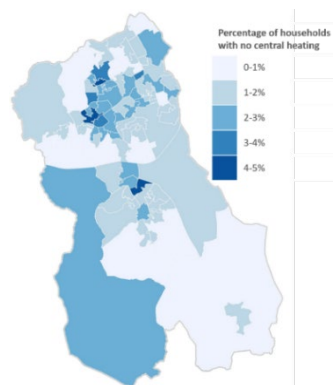 Percentage of households
with no central heating
0-1%
1-2%
2-3%
3-4%
4-5%